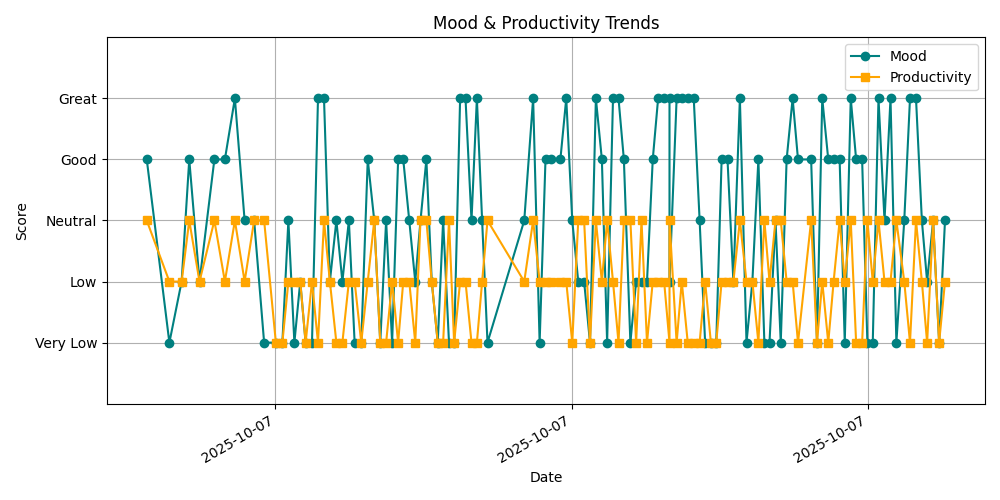 Mood & Productivity Trends
Mood
Productivity
Great
Good
Neutral
Low
Very Low
Score
2025-10-07
2025-10-07
2025-10-07
Date